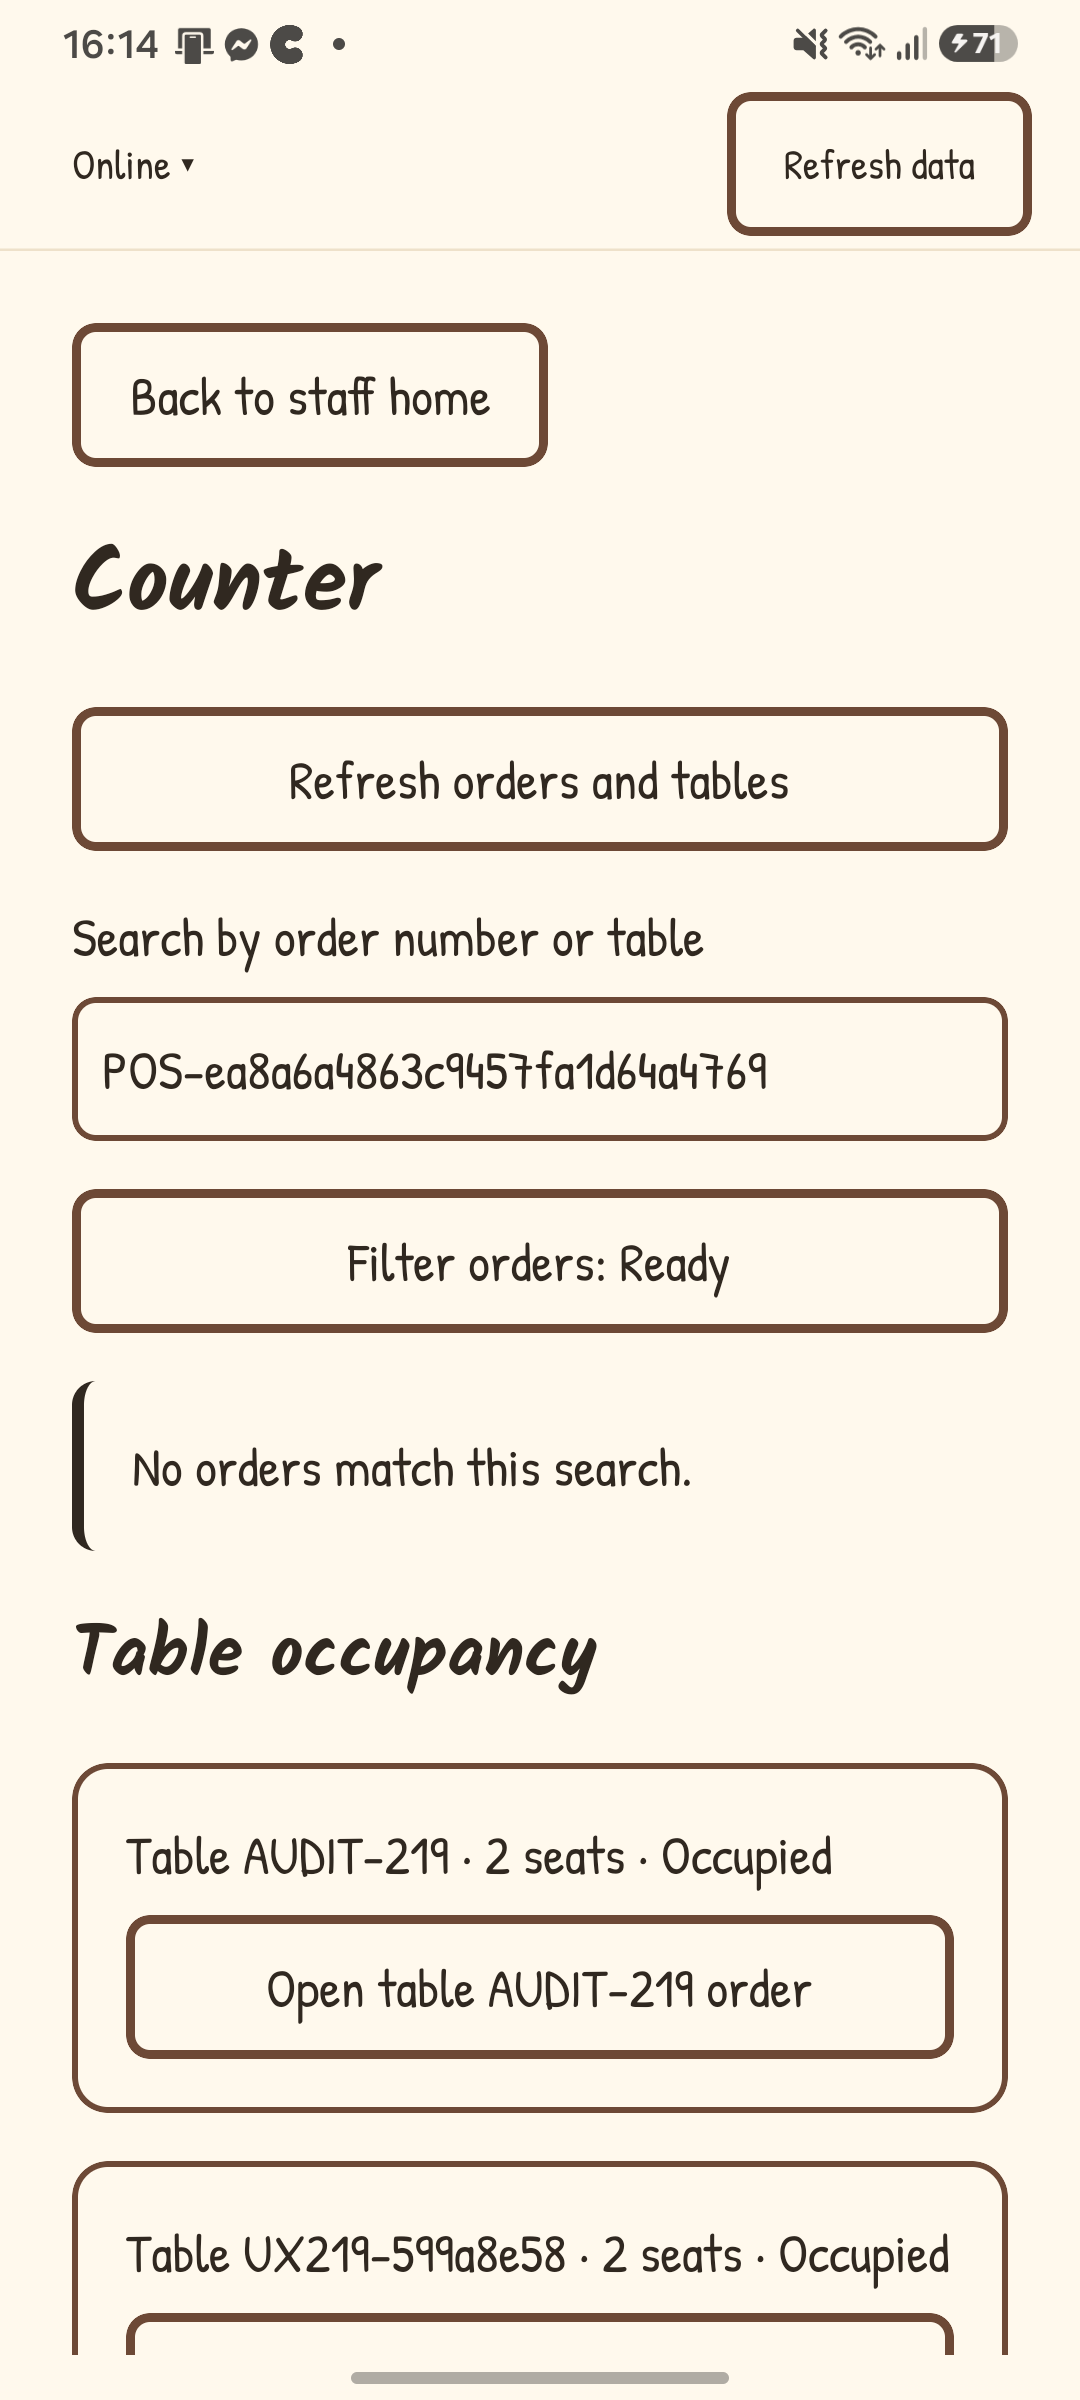 16:14
71
Online ▾
Refresh data
Back to staff home
Counter
Refresh orders and tables
Search by order number or table
POS-ea8a6a4863c9457fa1d64a4769
Filter orders: Ready
No orders match this search.
Table occupancy
Table AUDIT-219 · 2 seats · Occupied
Open table AUDIT-219 order
Table UX219-599a8e58 · 2 seats · Occupied